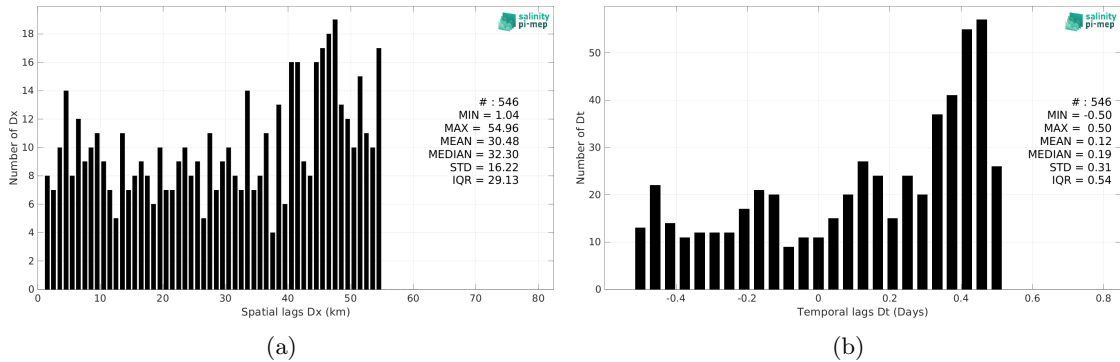 salinity
pi-mep
Number of Dx
18
16
14
12
10
8
6
4
2
0
# : 546
MIN = 1.04
MAX = 54.96
MEAN = 30.48
MEDIAN = 32.30
STD = 16.22
IQR = 29.13
0 10 20 30 40 50 60 70 80
Spatial lags Dx (km)
(a)
salinity
pi-mep
Number of Dt
50
40
30
20
10
0
# : 546
MIN = -0.50
MAX = 0.50
MEAN = 0.12
MEDIAN = 0.19
STD = 0.31
IQR = 0.54
-0.4 -0.2 0 0.2 0.4 0.6 0.8
Temporal lags Dt (Days)
(b)